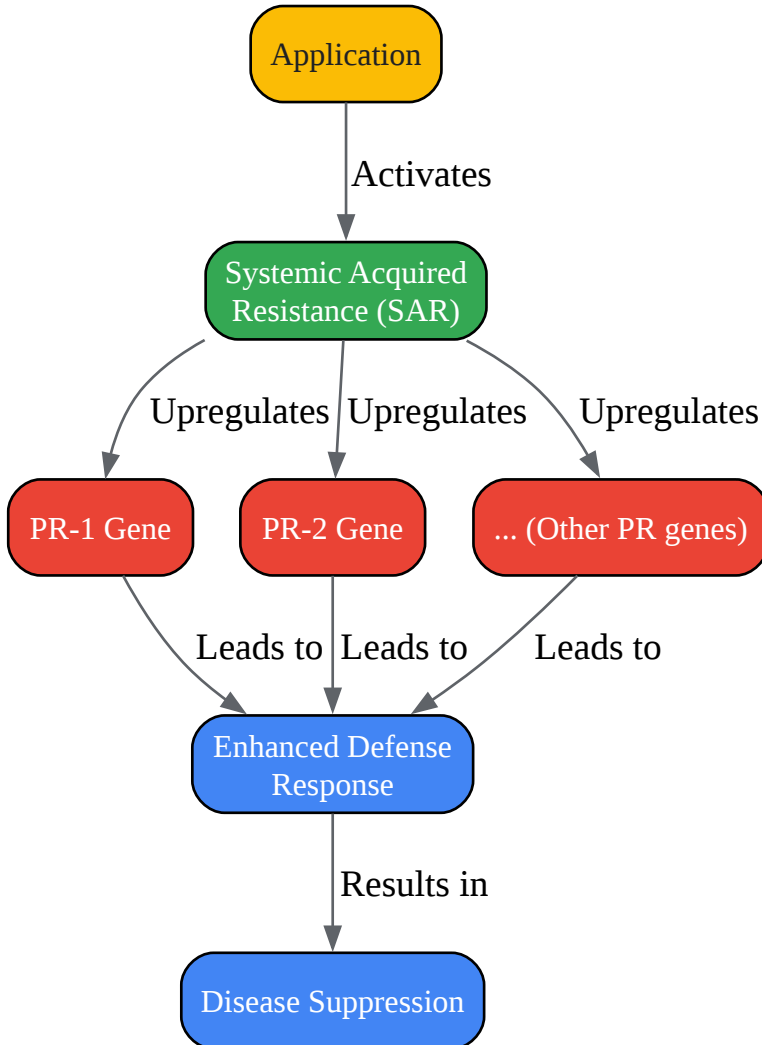 Application
Activates
Systemic Acquired
Resistance (SAR)
Upregulates
Upregulates
Upregulates
PR-1 Gene
PR-2 Gene
... (Other PR genes)
Leads to
Leads to
Leads to
Enhanced Defense
Response
Results in
Disease Suppression